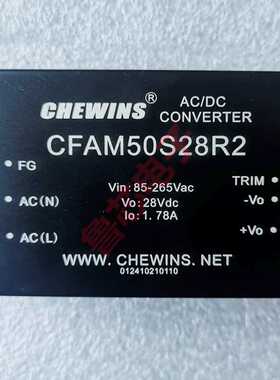 CHEWINS® AC/DC
CONVERTER
CFAM50S28R2
FG
TRIM
Vin: 85-265Vac
AC(N)
Vo: 28Vdc
-Vo
Io: 1.78A
AC(L)
+Vo
WWW.CHEWINS.NET
012410210110